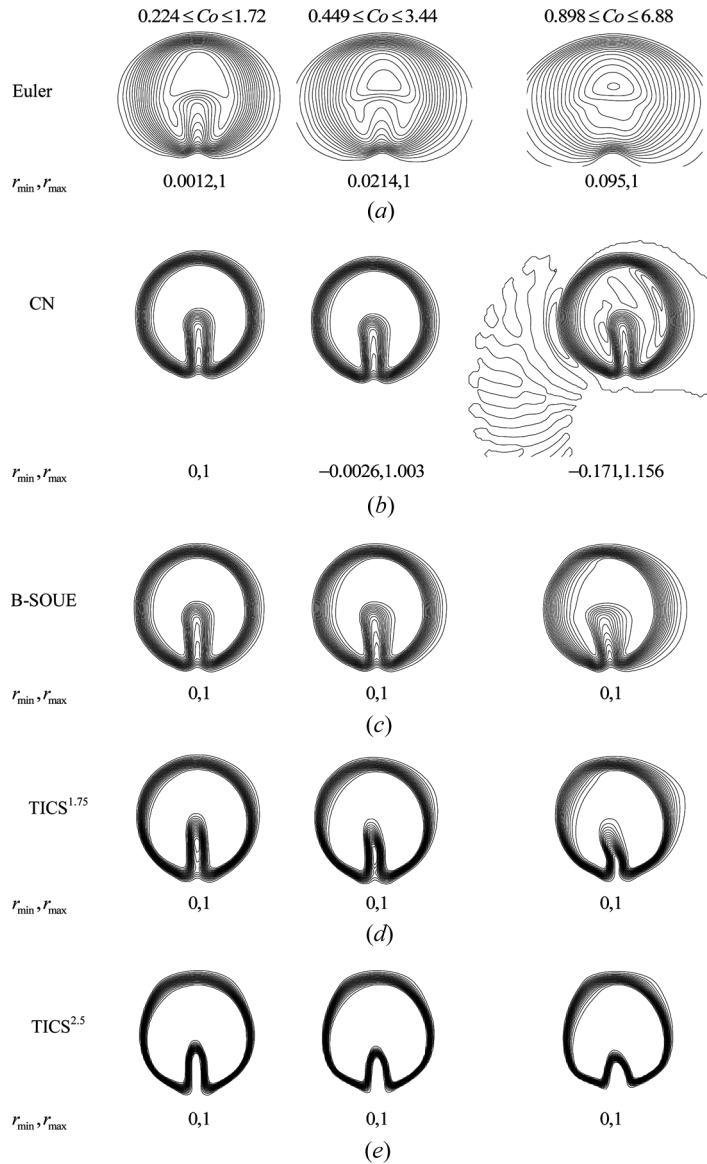 0.224 ≤ Co ≤ 1.72 0.449 ≤ Co ≤ 3.44 0.898 ≤ Co ≤ 6.88
Euler
r_min, r_max 0.0012,1 0.0214,1 0.095,1
(a)
CN
r_min, r_max 0,1 −0.0026,1.003 −0.171,1.156
(b)
B-SOUE
r_min, r_max 0,1 0,1 0,1
(c)
TICS^1.75
r_min, r_max 0,1 0,1 0,1
(d)
TICS^2.5
r_min, r_max 0,1 0,1 0,1
(e)